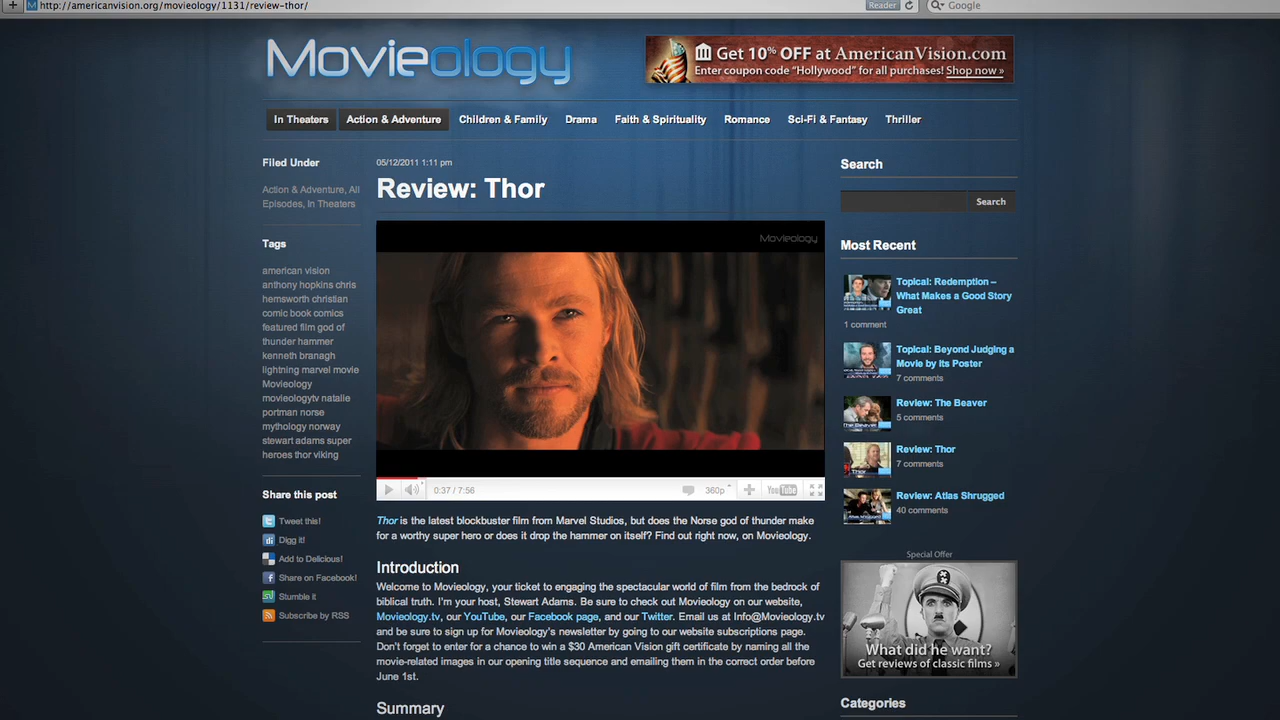 http://americanvision.org/movieology/1131/review-thor/
Reader
Google
Movieology
Get 10% OFF at AmericanVision.com
Enter coupon code “Hollywood” for all purchases! Shop now »
In Theaters
Action & Adventure
Children & Family
Drama
Faith & Spirituality
Romance
Sci-Fi & Fantasy
Thriller
Filed Under
Action & Adventure, All
Episodes, In Theaters
Tags
american vision
anthony hopkins chris
hemsworth christian
comic book comics
featured film god of
thunder hammer
kenneth branagh
lightning marvel movie
Movieology
movieologytv natalie
portman norse
mythology norway
stewart adams super
heroes thor viking
Share this post
Tweet this!
Digg it!
Add to Delicious!
Share on Facebook!
Stumble it
Subscribe by RSS
05/12/2011 1:11 pm
Review: Thor
Movieology
0:37 / 7:56
360p
YouTube
Thor is the latest blockbuster film from Marvel Studios, but does the Norse god of thunder make
for a worthy super hero or does it drop the hammer on itself? Find out right now, on Movieology.
Introduction
Welcome to Movieology, your ticket to engaging the spectacular world of film from the bedrock of
biblical truth. I'm your host, Stewart Adams. Be sure to check out Movieology on our website,
Movieology.tv, our YouTube, our Facebook page, and our Twitter. Email us at Info@Movieology.tv
and be sure to sign up for Movieology's newsletter by going to our website subscriptions page.
Don't forget to enter for a chance to win a $30 American Vision gift certificate by naming all the
movie-related images in our opening title sequence and emailing them in the correct order before
June 1st.
Summary
Search
Search
Most Recent
Topical: Redemption –
What Makes a Good Story
Great
1 comment
Topical: Beyond Judging a
Movie by Its Poster
7 comments
Review: The Beaver
5 comments
Review: Thor
7 comments
Review: Atlas Shrugged
40 comments
Special Offer
What did he want?
Get reviews of classic films »
Categories